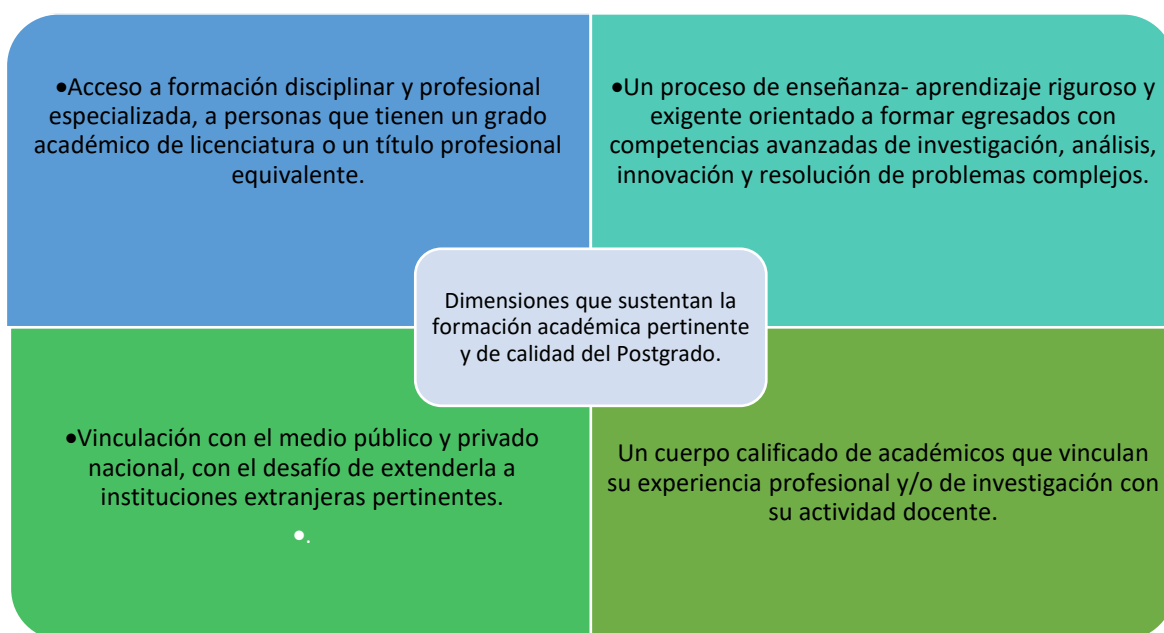 •Acceso a formación disciplinar y profesional
especializada, a personas que tienen un grado
académico de licenciatura o un título profesional
equivalente.
•Un proceso de enseñanza- aprendizaje riguroso y
exigente orientado a formar egresados con
competencias avanzadas de investigación, análisis,
innovación y resolución de problemas complejos.
Dimensiones que sustentan la
formación académica pertinente
y de calidad del Postgrado.
•Vinculación con el medio público y privado
nacional, con el desafío de extenderla a
instituciones extranjeras pertinentes.
•.
Un cuerpo calificado de académicos que vinculan
su experiencia profesional y/o de investigación con
su actividad docente.